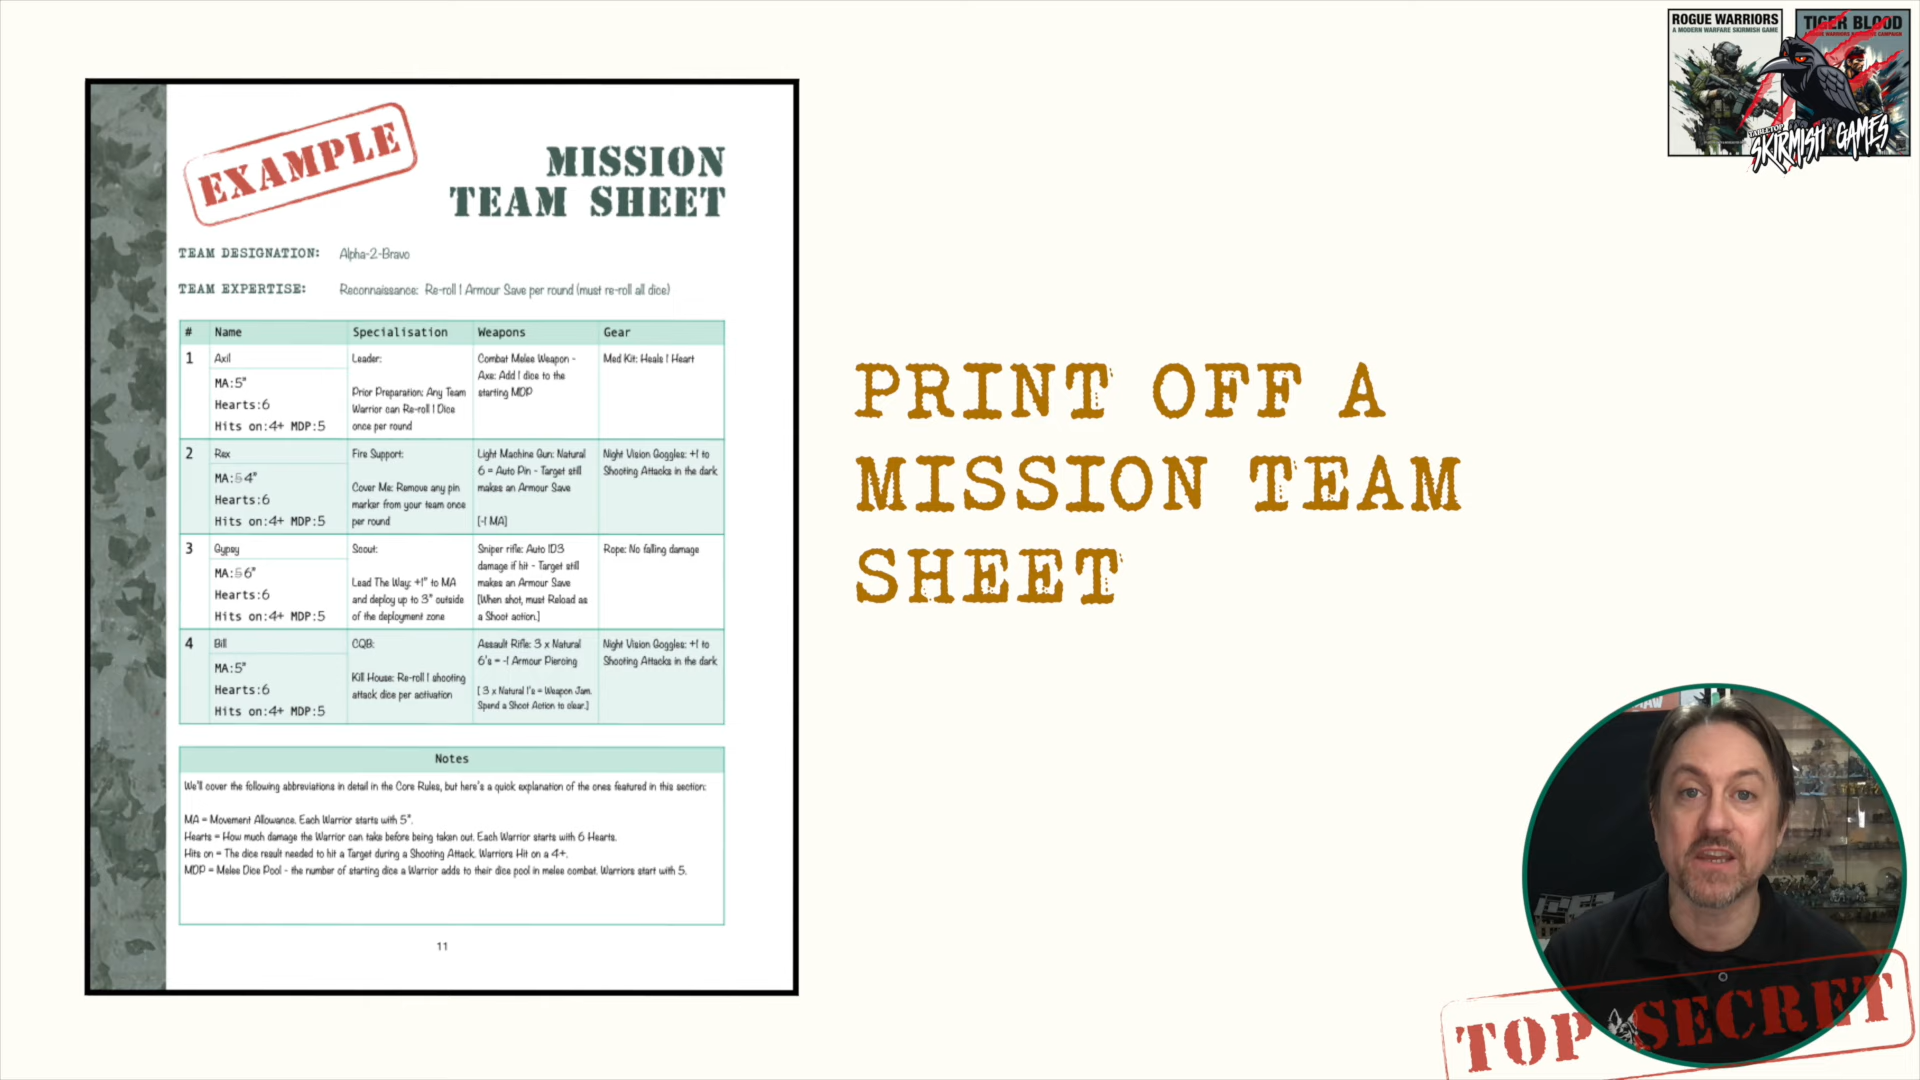 ROGUE WARRIORS
A MODERN WARFARE SKIRMISH GAME
TIGER BLOOD
TABLETOP
SKIRMISH GAMES
EXAMPLE
MISSION
TEAM SHEET
TEAM DESIGNATION: Alpha-2-Bravo
TEAM EXPERTISE: Reconnaissance: Re-roll 1 Armour Save per round (must re-roll all dice)
# Name Specialisation Weapons Gear
1 Axil
MA:5"
Hearts:6
Hits on:4+ MDP:5
Leader:
Prior Preparation: Any Team
Warrior can Re-roll 1 Dice
once per round
Combat Melee Weapon -
Axe: Add 1 dice to the
starting MDP
Med Kit: Heals 1 Heart
2 Rex
MA:5 4"
Hearts:6
Hits on:4+ MDP:5
Fire Support:
Cover Me: Remove any pin
marker from your team once
per round
Light Machine Gun: Natural
6 = Auto Pin - Target still
makes an Armour Save
[-1 MA]
Night Vision Goggles: +1 to
Shooting Attacks in the dark
3 Gypsy
MA:5 6"
Hearts:6
Hits on:4+ MDP:5
Scout:
Lead The Way: +1" to MA
and deploy up to 3" outside
of the deployment zone
Sniper rifle: Auto 1D3
damage if hit - Target still
makes an Armour Save
[When shot, must Reload as
a Shoot action.]
Rope: No falling damage
4 Bill
MA:5"
Hearts:6
Hits on:4+ MDP:5
CQB:
Kill House: Re-roll 1 shooting
attack dice per activation
Assault Rifle: 3 x Natural
6's = -1 Armour Piercing
[ 3 x Natural 1's = Weapon Jam.
Spend a Shoot Action to clear.]
Night Vision Goggles: +1 to
Shooting Attacks in the dark
Notes
We'll cover the following abbreviations in detail in the Core Rules, but here's a quick explanation of the ones featured in this section:
MA = Movement Allowance. Each Warrior starts with 5".
Hearts = How much damage the Warrior can take before being taken out. Each Warrior starts with 6 Hearts.
Hits on = The dice result needed to hit a Target during a Shooting Attack. Warriors Hit on a 4+.
MDP = Melee Dice Pool - the number of starting dice a Warrior adds to their dice pool in melee combat. Warriors start with 5.
11
PRINT OFF A
MISSION TEAM
SHEET
TOP SECRET